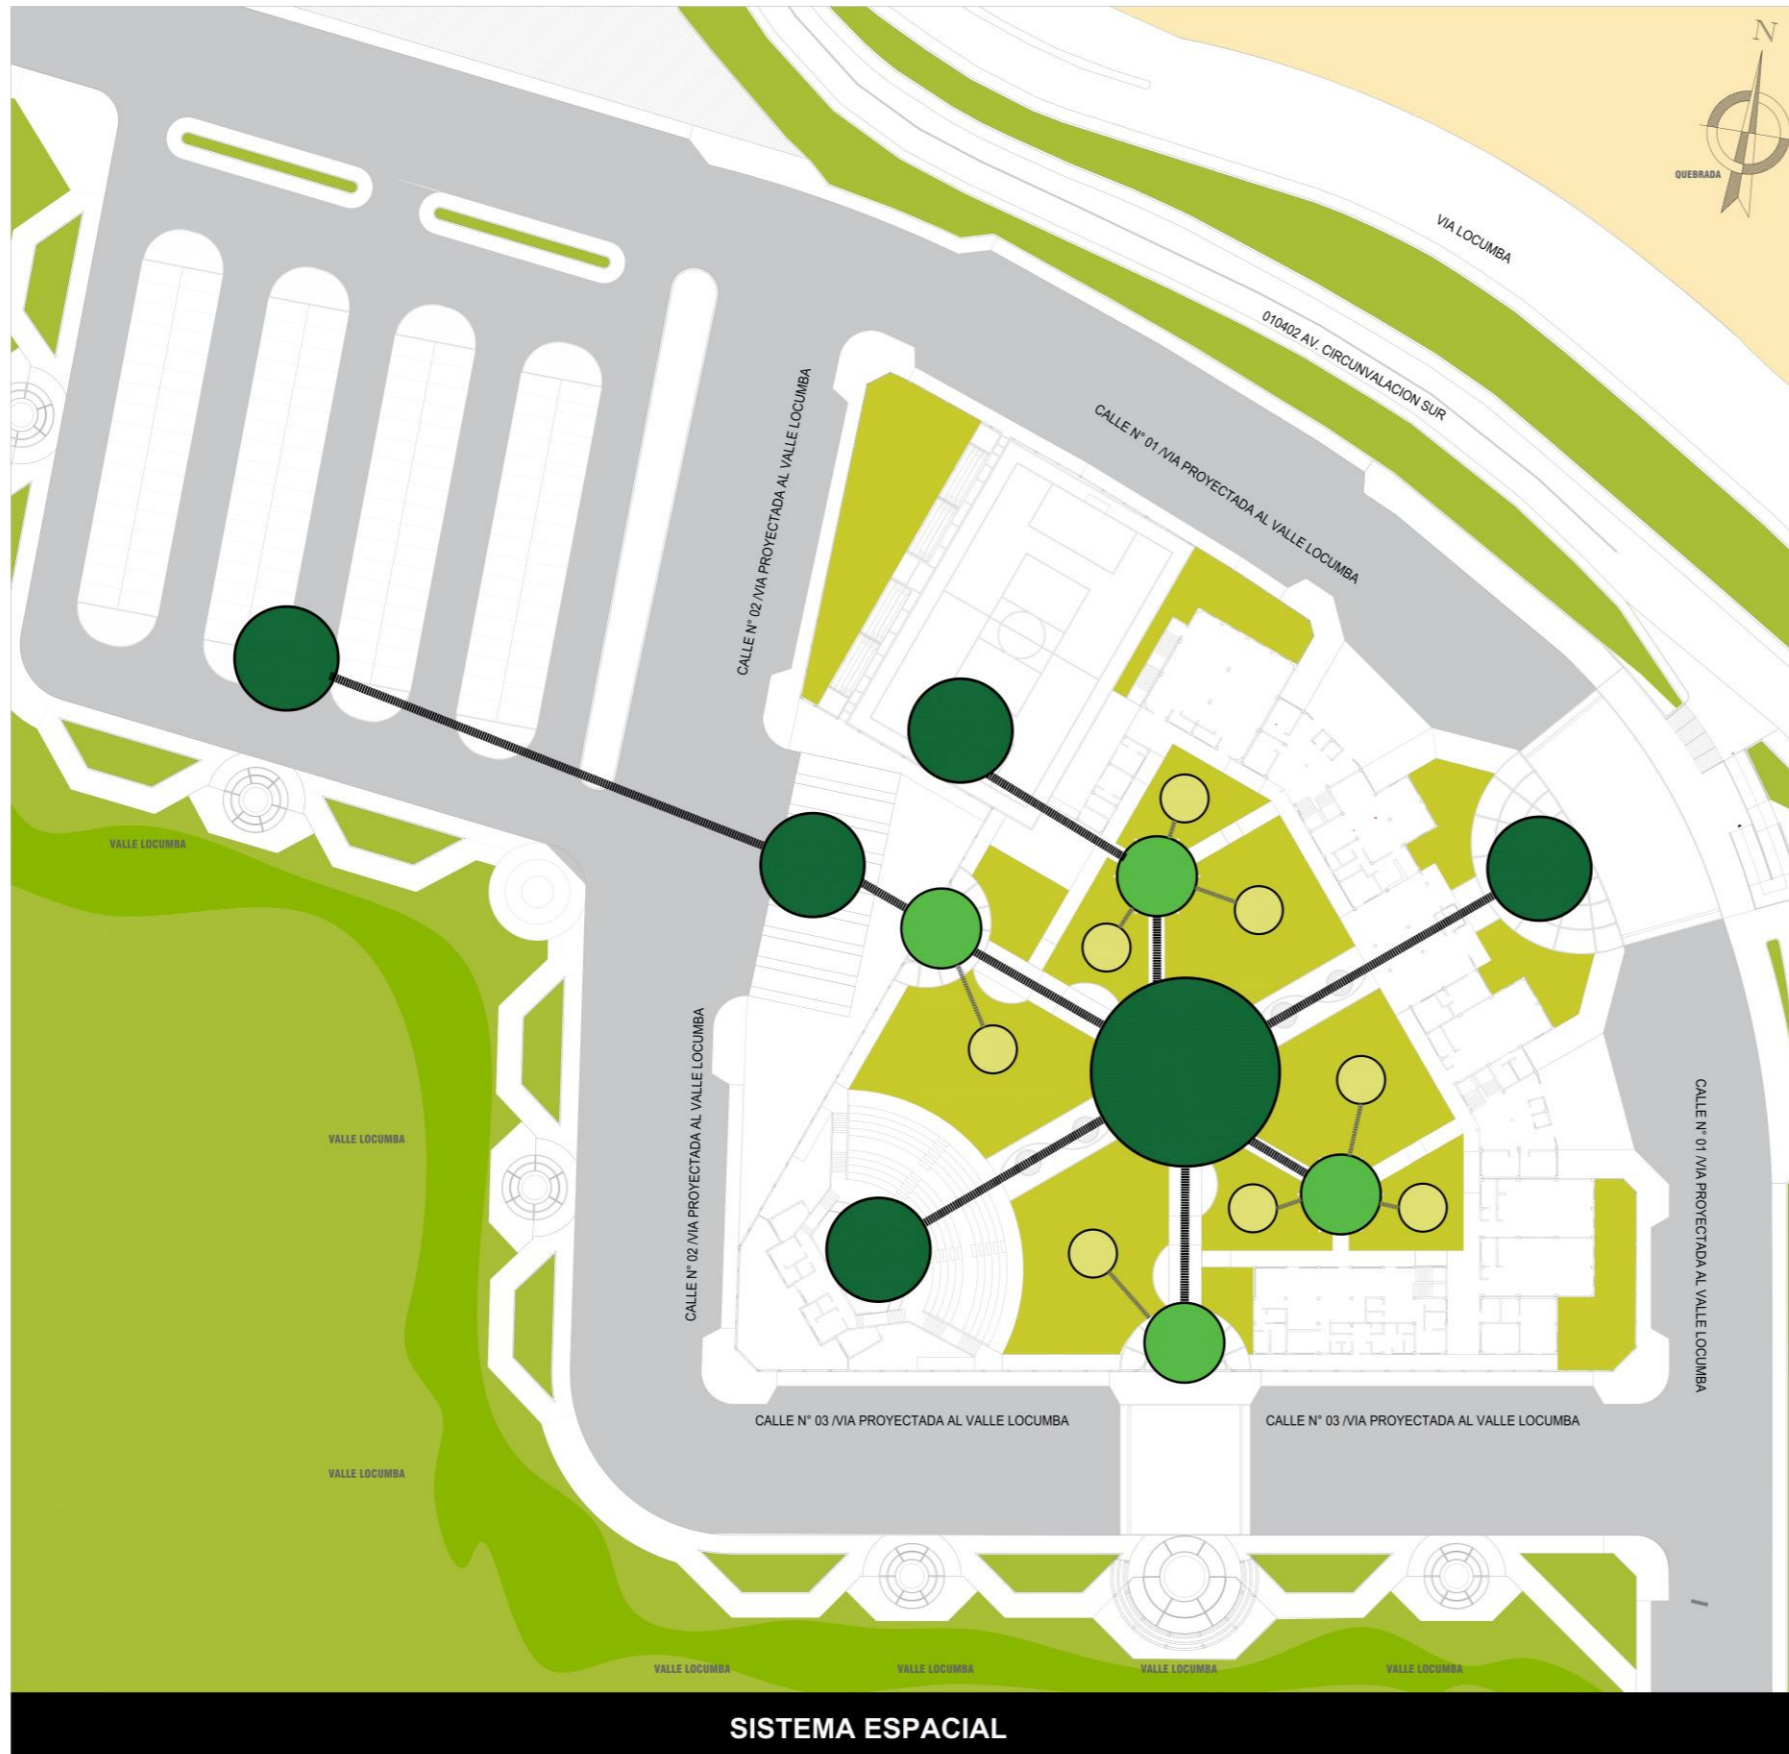 N
QUEBRADA
VIA LOCUMBA
010402 AV. CIRCUNVALACION SUR
CALLE N° 01 /VIA PROYECTADA AL VALLE LOCUMBA
CALLE N° 02 /VIA PROYECTADA AL VALLE LOCUMBA
VALLE LOCUMBA
CALLE N° 02 /VIA PROYECTADA AL VALLE LOCUMBA
VALLE LOCUMBA
CALLE N° 01 /VIA PROYECTADA AL VALLE LOCUMBA
CALLE N° 03 /VIA PROYECTADA AL VALLE LOCUMBA
CALLE N° 03 /VIA PROYECTADA AL VALLE LOCUMBA
VALLE LOCUMBA
VALLE LOCUMBA
VALLE LOCUMBA
VALLE LOCUMBA
VALLE LOCUMBA
SISTEMA ESPACIAL